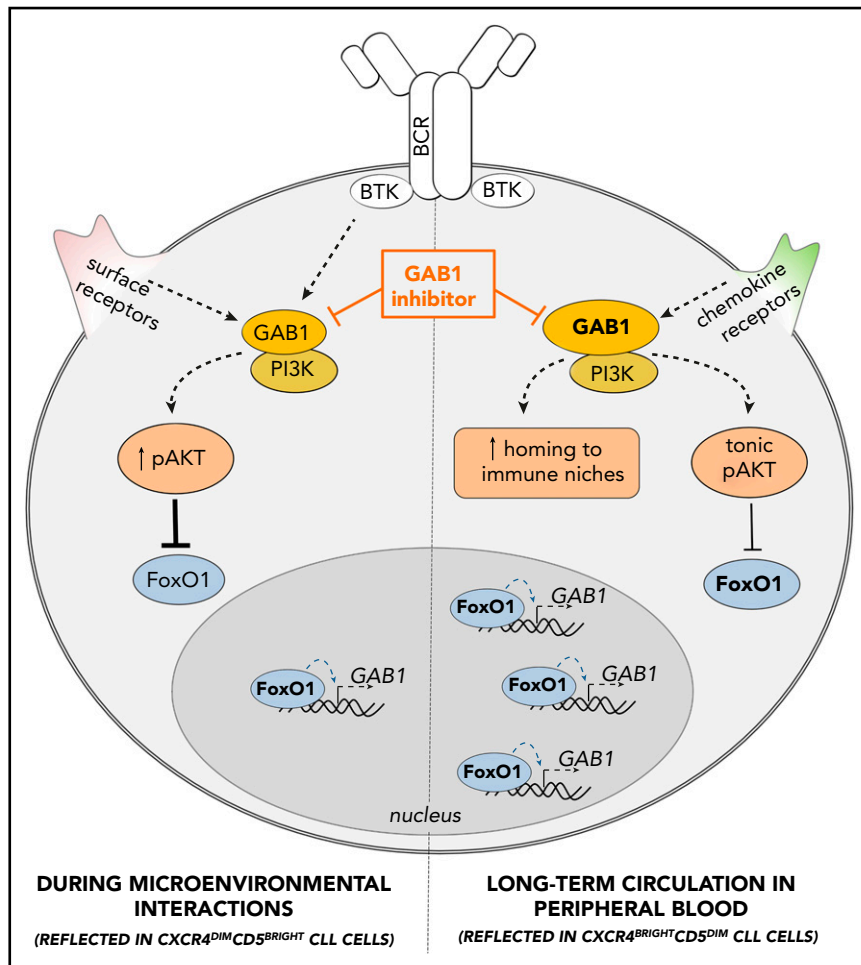 BCR
BTK
BTK
surface
receptors
GAB1
inhibitor
chemokine
receptors
GAB1
PI3K
GAB1
PI3K
↑ pAKT
↑ homing to
immune niches
tonic
pAKT
FoxO1
FoxO1
FoxO1
GAB1
FoxO1
GAB1
FoxO1
GAB1
FoxO1
GAB1
nucleus
DURING MICROENVIRONMENTAL
INTERACTIONS
(REFLECTED IN CXCR4DIMCD5BRIGHT CLL CELLS)
LONG-TERM CIRCULATION IN
PERIPHERAL BLOOD
(REFLECTED IN CXCR4BRIGHTCD5DIM CLL CELLS)